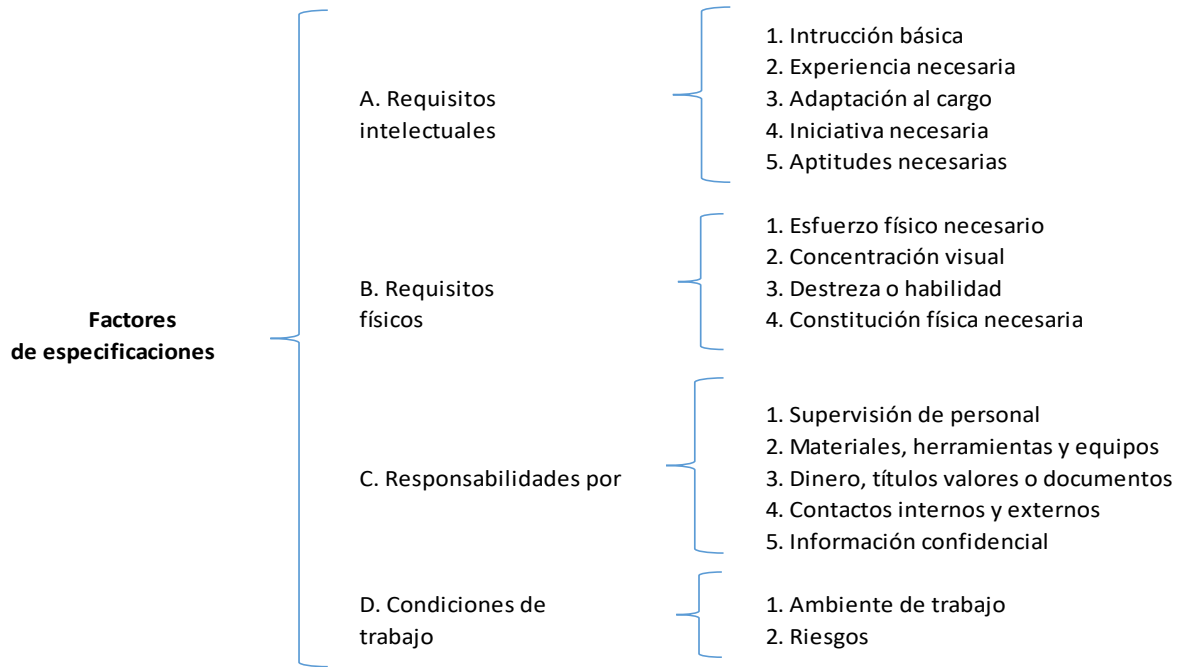 Factores
de especificaciones
A. Requisitos
intelectuales
1. Intrucción básica
2. Experiencia necesaria
3. Adaptación al cargo
4. Iniciativa necesaria
5. Aptitudes necesarias
B. Requisitos
físicos
1. Esfuerzo físico necesario
2. Concentración visual
3. Destreza o habilidad
4. Constitución física necesaria
C. Responsabilidades por
1. Supervisión de personal
2. Materiales, herramientas y equipos
3. Dinero, títulos valores o documentos
4. Contactos internos y externos
5. Información confidencial
D. Condiciones de
trabajo
1. Ambiente de trabajo
2. Riesgos